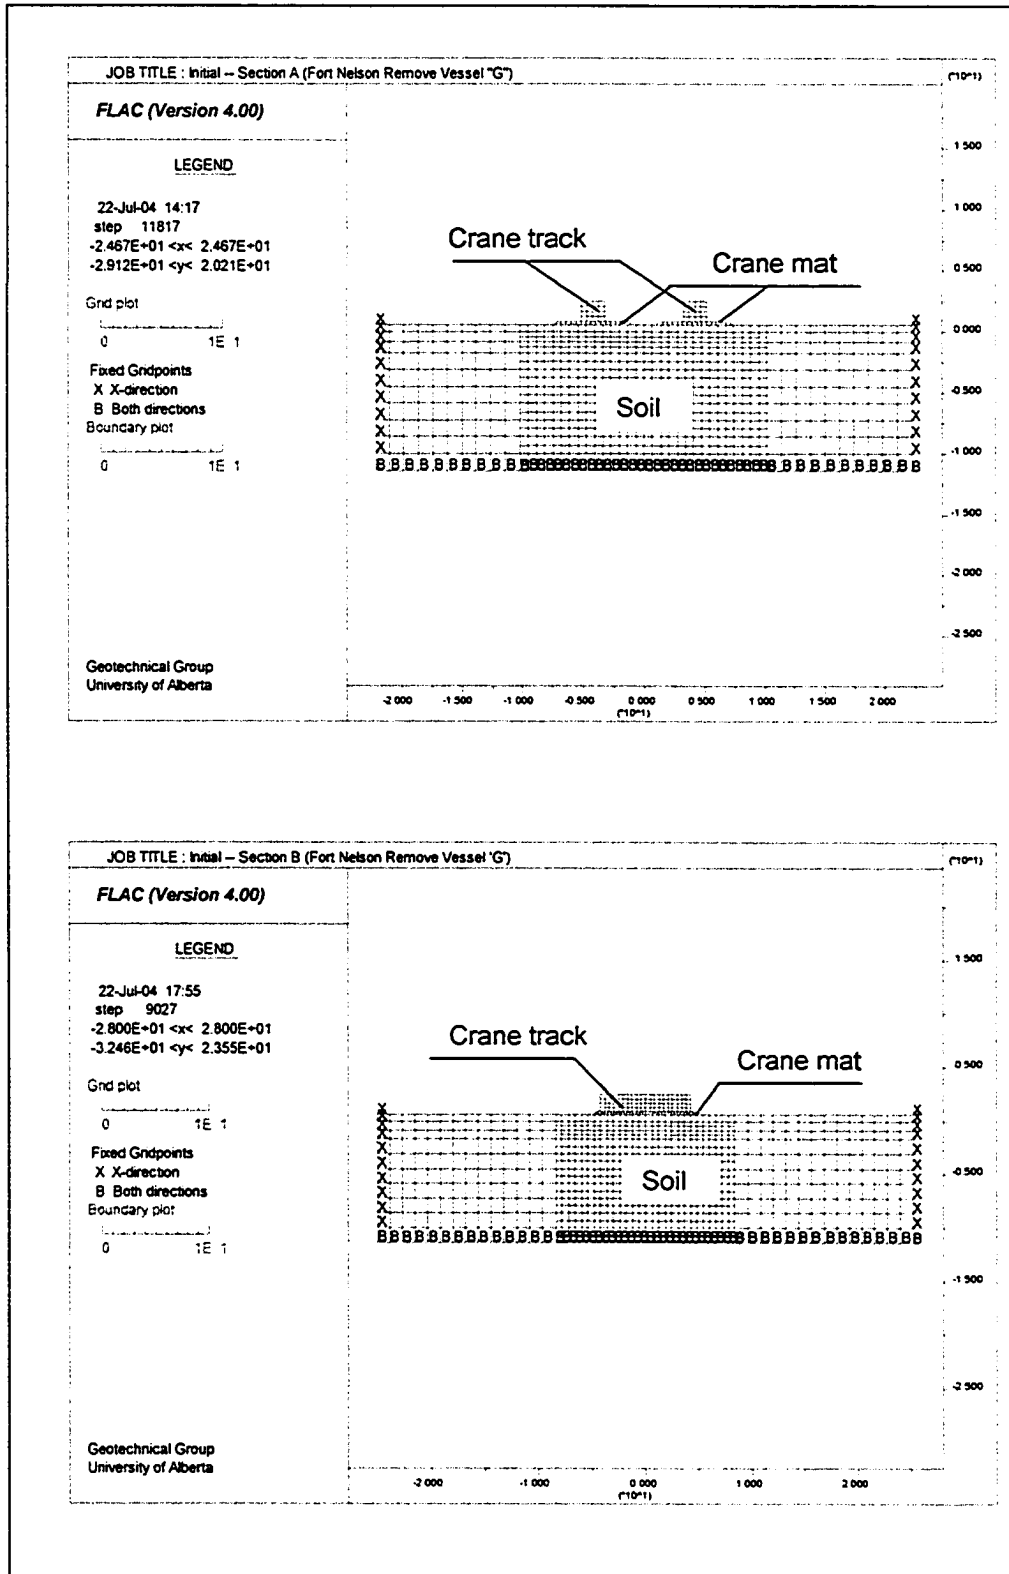 JOB TITLE : Initial -- Section A (Fort Nelson Remove Vessel "G")
(*10^1)
FLAC (Version 4.00)
LEGEND
22-Jul-04 14:17
step 11817
-2.467E+01 <x< 2.467E+01
-2.912E+01 <y< 2.021E+01
Grid plot
0 1E 1
Fixed Gridpoints
X X-direction
B Both directions
Boundary plot
0 1E 1
Geotechnical Group
University of Alberta
Crane track
Crane mat
Soil
1.500
1.000
0.500
0.000
-0.500
-1.000
-1.500
-2.000
-2.500
-2.000 -1.500 -1.000 -0.500 0.000 0.500 1.000 1.500 2.000
(*10^1)
JOB TITLE : Initial -- Section B (Fort Nelson Remove Vessel 'G')
(*10^1)
FLAC (Version 4.00)
LEGEND
22-Jul-04 17:55
step 9027
-2.800E+01 <x< 2.800E+01
-3.246E+01 <y< 2.355E+01
Grid plot
0 1E 1
Fixed Gridpoints
X X-direction
B Both directions
Boundary plot
0 1E 1
Geotechnical Group
University of Alberta
Crane track
Crane mat
Soil
1.500
0.500
-0.500
-1.500
-2.500
-2.000 -1.000 0.000 1.000 2.000
(*10^1)